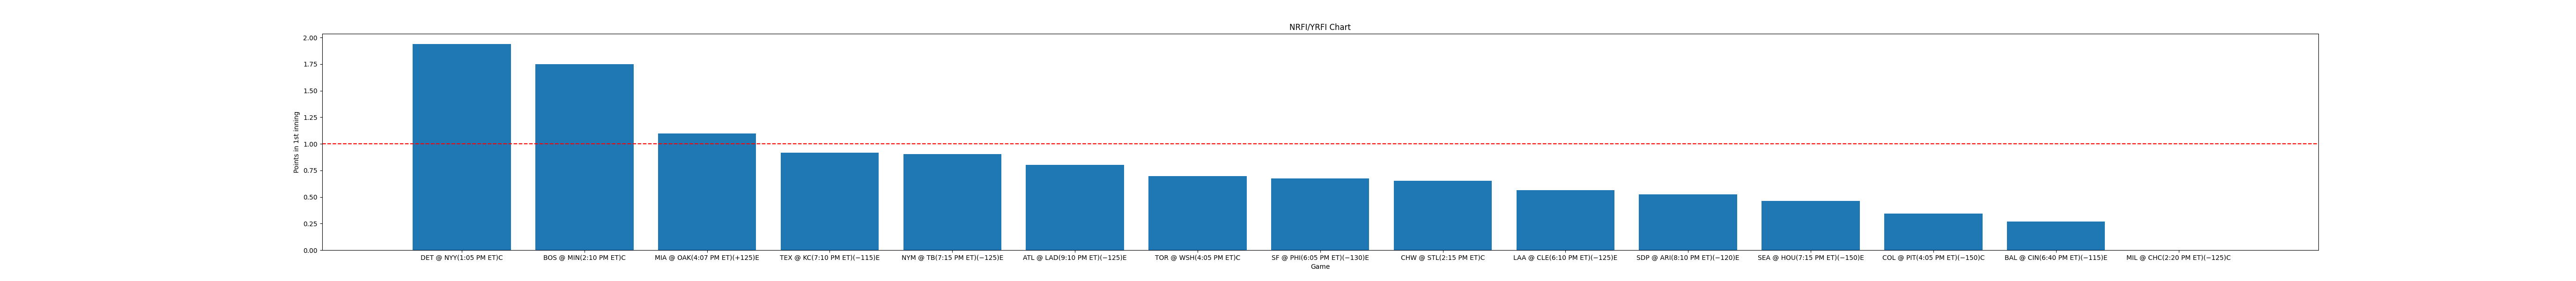 NRFI/YRFI Chart
Points in 1st inning
2.00
1.75
1.50
1.25
1.00
0.75
0.50
0.25
0.00
DET @ NYY(1:05 PM ET)C
BOS @ MIN(2:10 PM ET)C
MIA @ OAK(4:07 PM ET)(+125)E
TEX @ KC(7:10 PM ET)(−115)E
NYM @ TB(7:15 PM ET)(−125)E
ATL @ LAD(9:10 PM ET)(−125)E
TOR @ WSH(4:05 PM ET)C
SF @ PHI(6:05 PM ET)(−130)E
CHW @ STL(2:15 PM ET)C
LAA @ CLE(6:10 PM ET)(−125)E
SDP @ ARI(8:10 PM ET)(−120)E
SEA @ HOU(7:15 PM ET)(−150)E
COL @ PIT(4:05 PM ET)(−150)C
BAL @ CIN(6:40 PM ET)(−115)E
MIL @ CHC(2:20 PM ET)(−125)C
Game